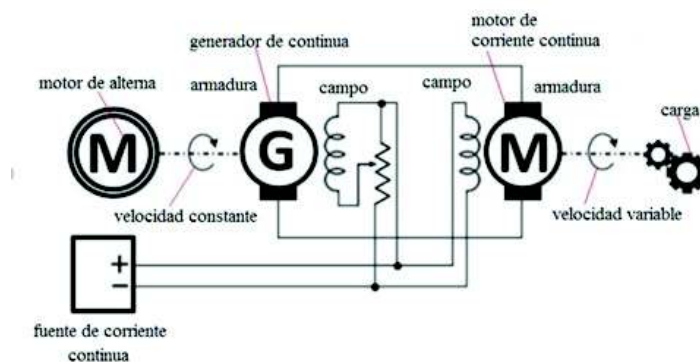 generador de continua
motor de
corriente continua
motor de alterna
armadura
campo
campo
armadura
carga
M
G
M
velocidad constante
velocidad variable
+
−
fuente de corriente
continua